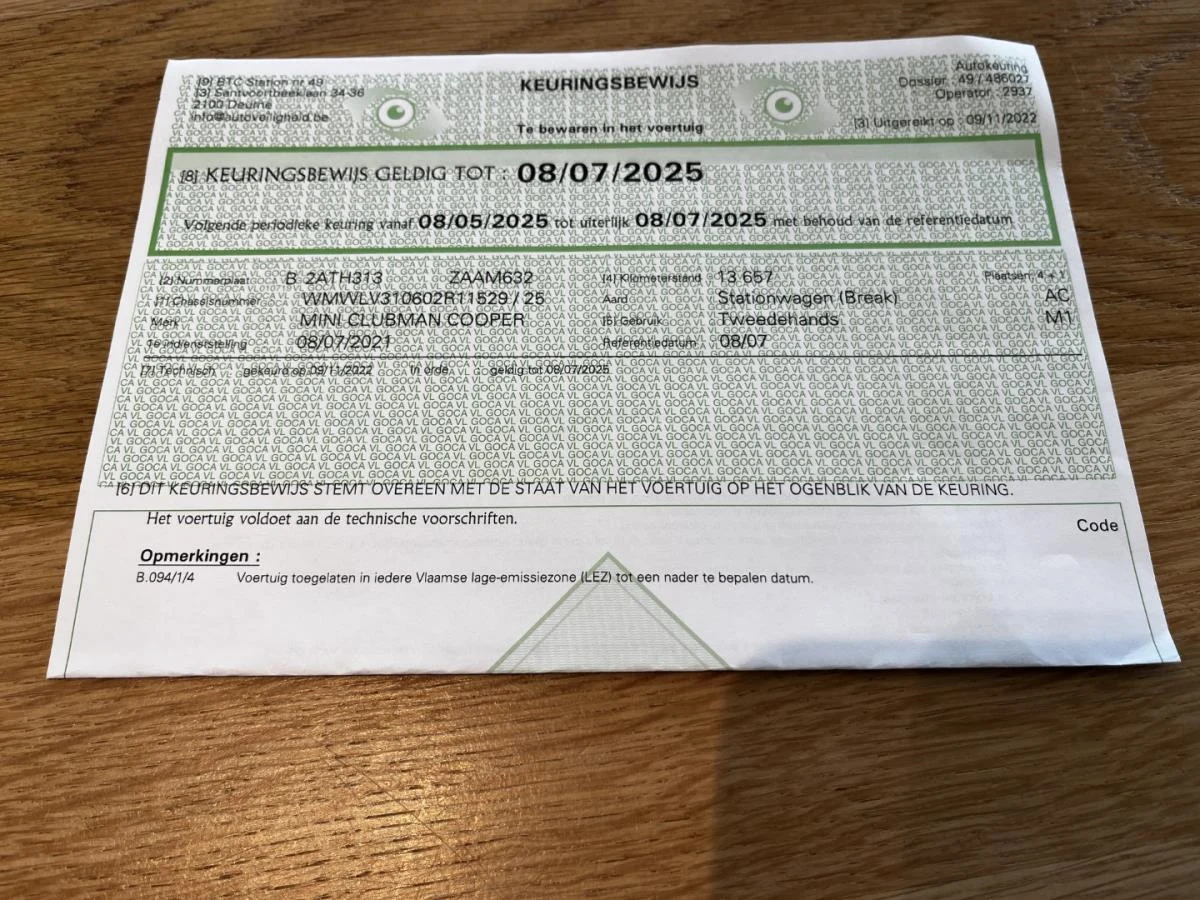 [9] BTC Station nr 49
[3] Santvoortbeeklaan 34-36
2100 Deurne
info@autoveiligheid.be
KEURINGSBEWIJS
Te bewaren in het voertuig
Autokeuring
Dossier : 49 / 486027
Operator : 2937
[3] Uitgereikt op : 09/11/2022
[8] KEURINGSBEWIJS GELDIG TOT : 08/07/2025
Volgende periodieke keuring vanaf 08/05/2025 tot uiterlijk 08/07/2025 met behoud van de referentiedatum
[2] Nummerplaat B 2ATH313 ZAAM632 [4] Kilometerstand 13 657 Plaatsen: 4 + 1
[1] Chassisnummer WMWLV310602R11529 / 25 Aard Stationwagen (Break) AC
Merk MINI CLUBMAN COOPER [5] Gebruik Tweedehands M1
1e indienststelling 08/07/2021 Referentiedatum 08/07
[7] Technisch gekeurd op 09/11/2022 In orde geldig tot 08/07/2025
[6] DIT KEURINGSBEWIJS STEMT OVEREEN MET DE STAAT VAN HET VOERTUIG OP HET OGENBLIK VAN DE KEURING.
Het voertuig voldoet aan de technische voorschriften.
Code
Opmerkingen :
B.094/1/4 Voertuig toegelaten in iedere Vlaamse lage-emissiezone (LEZ) tot een nader te bepalen datum.